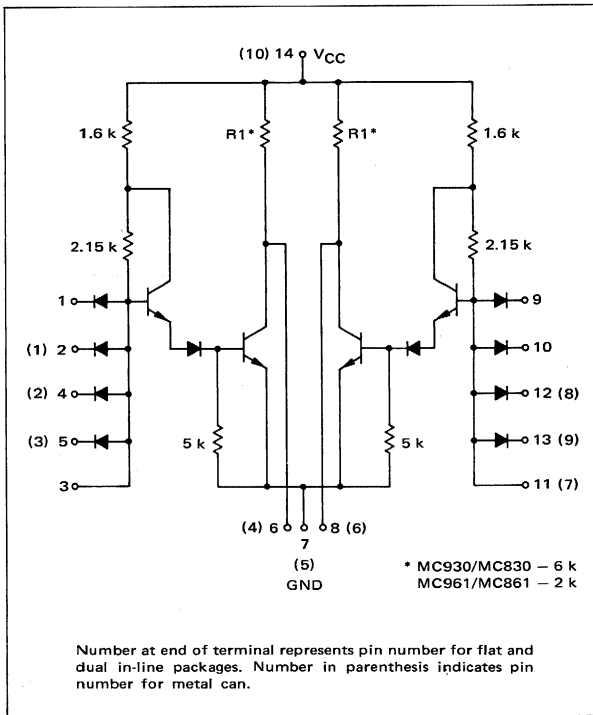 (10) 14 VCC
1.6 k R1* R1* 1.6 k
2.15 k 2.15 k
1 9
(1) 2 10
(2) 4 12 (8)
(3) 5 13 (9)
5 k 5 k
3 11 (7)
(4) 6 8 (6)
7
(5)
GND
* MC930/MC830 – 6 k
MC961/MC861 – 2 k
Number at end of terminal represents pin number for flat and
dual in-line packages. Number in parenthesis indicates pin
number for metal can.